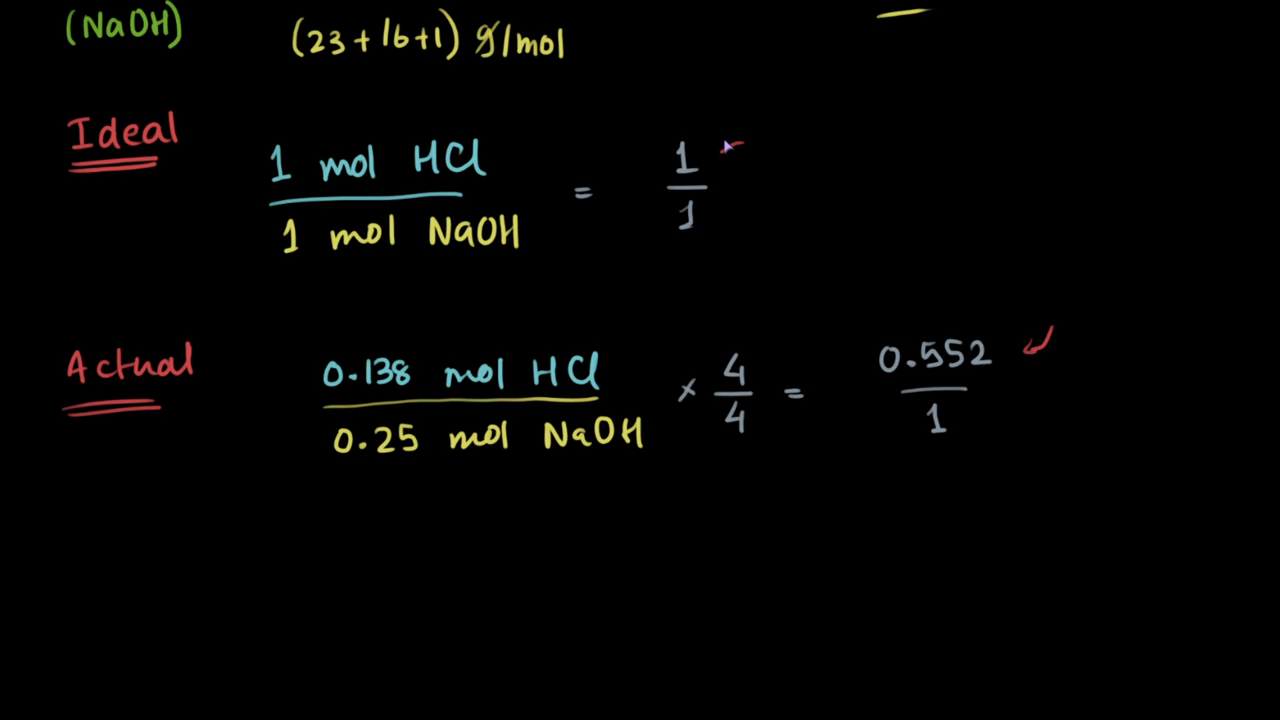 (NaOH) (23 + 16 + 1) g/mol
Ideal
1 mol HCl
1 mol NaOH
=
1
1
Actual
0.138 mol HCl
0.25 mol NaOH
× 4
4
=
0.552
1